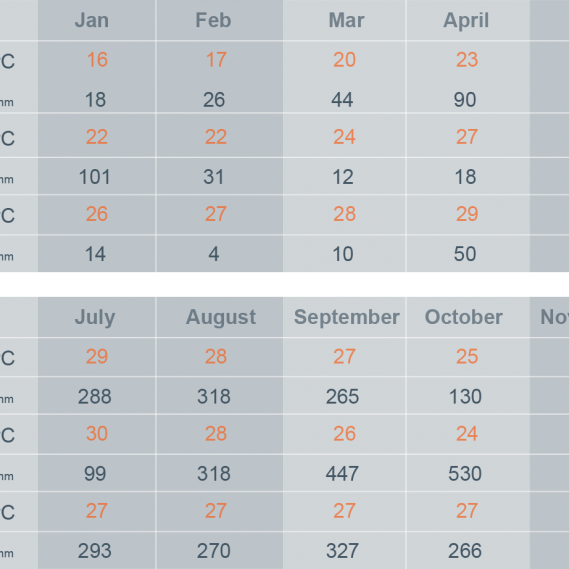 Jan Feb Mar April
°C 16 17 20 23
mm 18 26 44 90
°C 22 22 24 27
mm 101 31 12 18
°C 26 27 28 29
mm 14 4 10 50
July August September October Nov
°C 29 28 27 25
mm 288 318 265 130
°C 30 28 26 24
mm 99 318 447 530
°C 27 27 27 27
mm 293 270 327 266